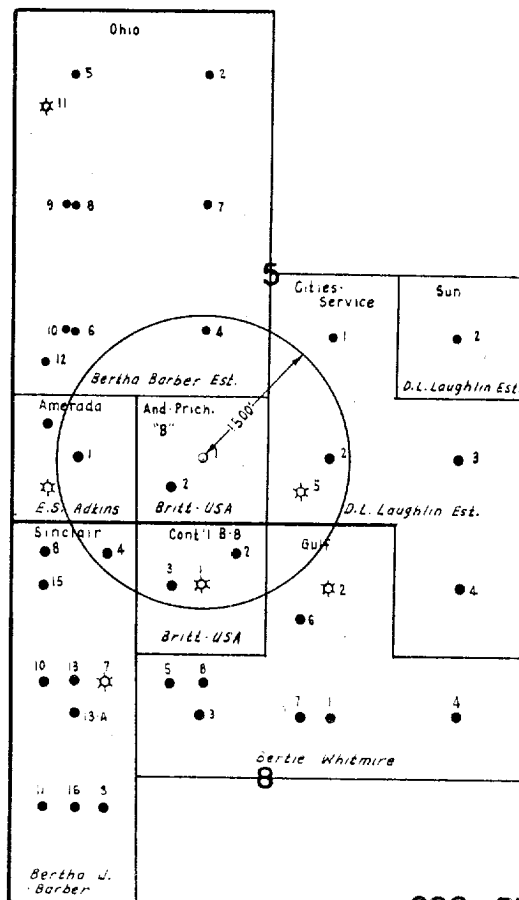 Ohio
5
2
11
9
8
7
5
Cities-
Service
Sun
10
6
4
1
2
12
Bertha Barber Est.
D.L. Laughlin Est.
Amerada
And-Prich.
"B"
1500'
1
1
2
3
2
5
E.S. Adkins
Britt-USA
D.L. Laughlin Est.
Sinclair
Cont'l B-8
Gulf
8
4
2
15
3
1
2
4
6
Britt-USA
10
13
7
5
8
13-A
3
7
1
4
Bertie Whitmire
8
11
16
3
Bertha J.
Barber